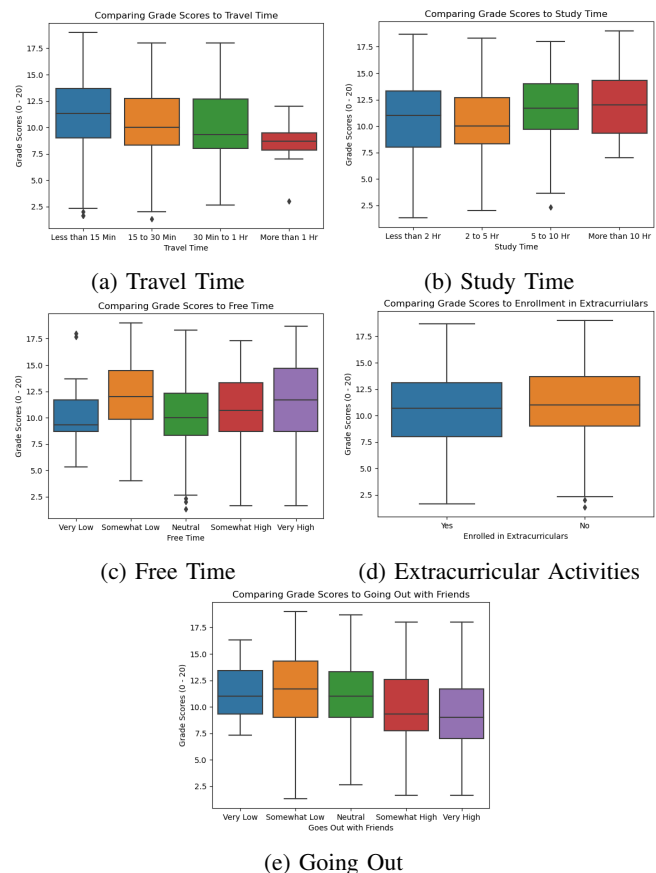 Comparing Grade Scores to Travel Time
17.5
15.0
12.5
10.0
7.5
5.0
2.5
Grade Scores (0 - 20)
Less than 15 Min 15 to 30 Min 30 Min to 1 Hr More than 1 Hr
Travel Time
(a) Travel Time
Comparing Grade Scores to Study Time
17.5
15.0
12.5
10.0
7.5
5.0
2.5
Grade Scores (0 - 20)
Less than 2 Hr 2 to 5 Hr 5 to 10 Hr More than 10 Hr
Study Time
(b) Study Time
Comparing Grade Scores to Free Time
17.5
15.0
12.5
10.0
7.5
5.0
2.5
Grade Scores (0 - 20)
Very Low Somewhat Low Neutral Somewhat High Very High
Free Time
(c) Free Time
Comparing Grade Scores to Enrollment in Extracurriulars
17.5
15.0
12.5
10.0
7.5
5.0
2.5
Grade Scores (0 - 20)
Yes No
Enrolled in Extracurriculars
(d) Extracurricular Activities
Comparing Grade Scores to Going Out with Friends
17.5
15.0
12.5
10.0
7.5
5.0
2.5
Grade Scores (0 - 20)
Very Low Somewhat Low Neutral Somewhat High Very High
Goes Out with Friends
(e) Going Out